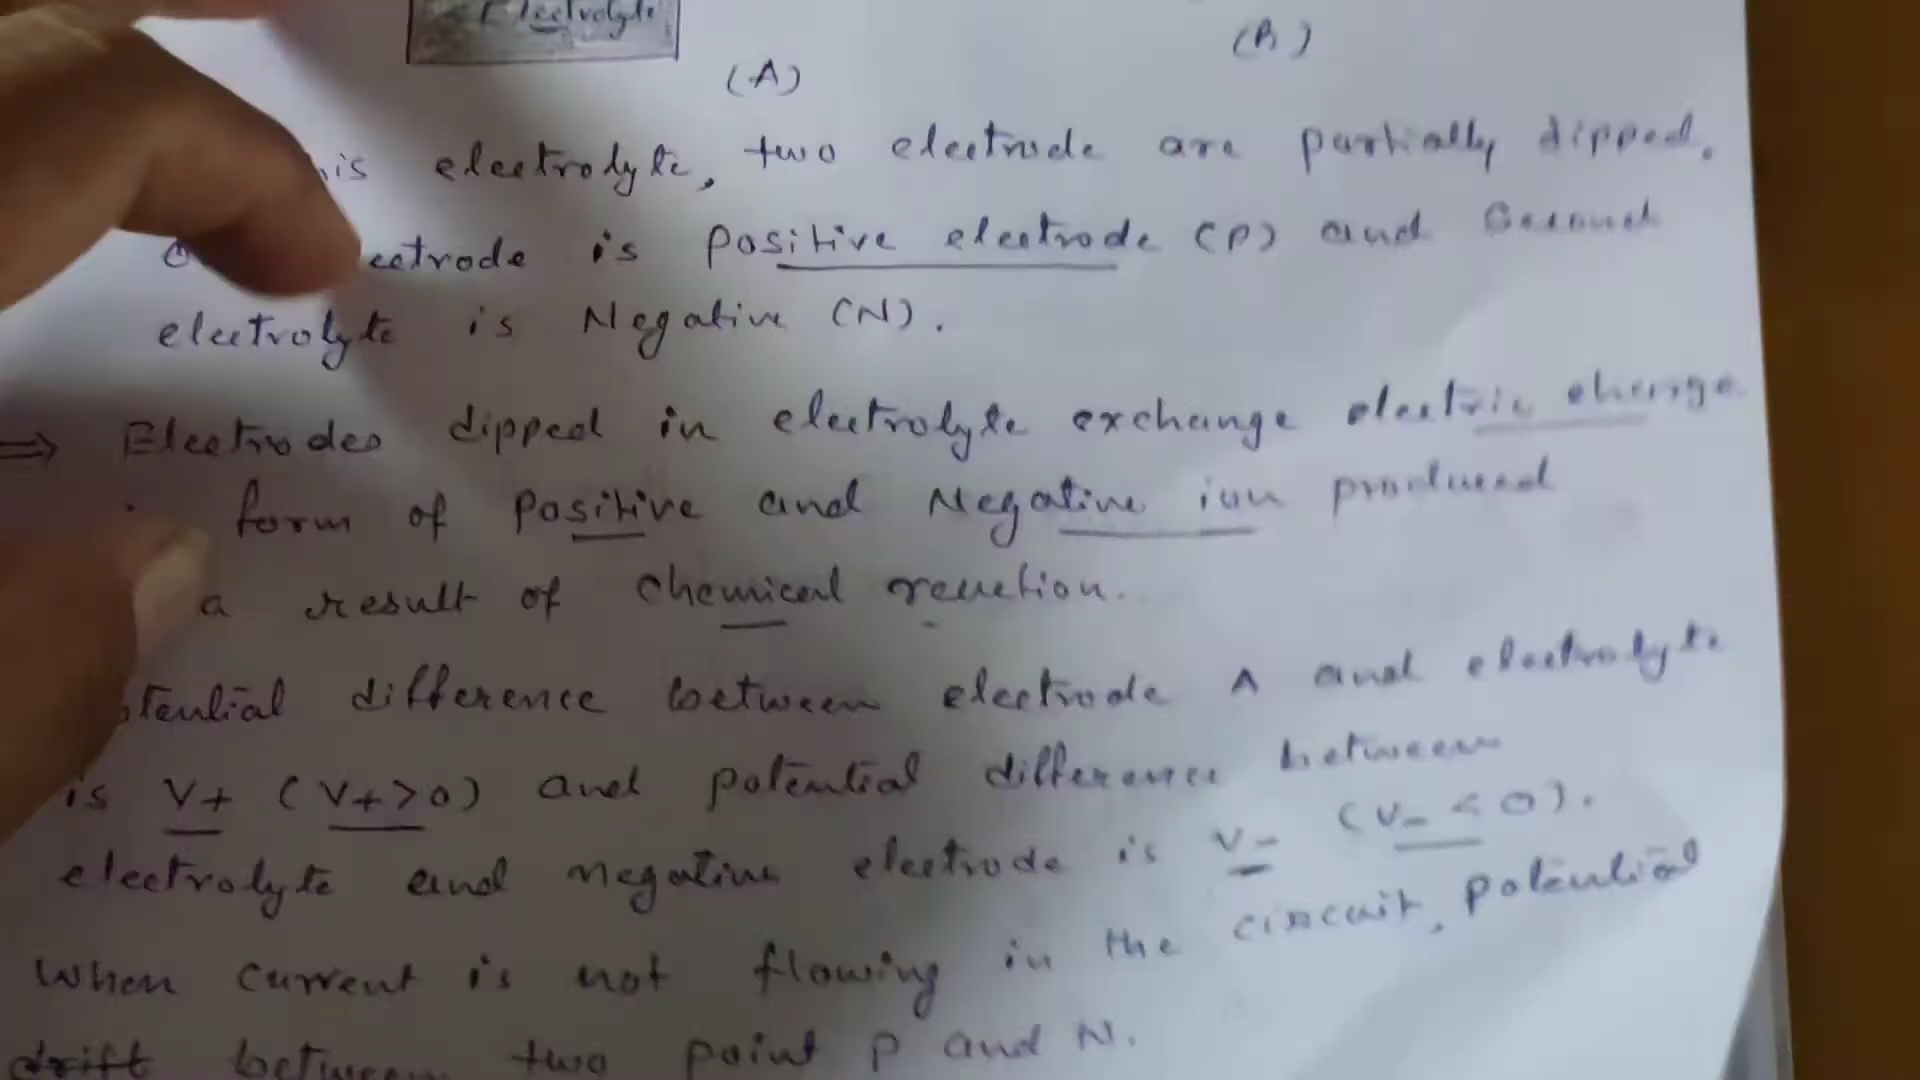 Electrolyte
(A)
(B)
is electrolyte, two electrode are partially dipped.
ectrode is positive electrode (P) and Second
electrolyte is Negative (N).
⇒ Electrodes dipped in electrolyte exchange electric charge
form of positive and Negative ion produced
a result of chemical reaction.
tential difference between electrode A and electrolyte
is V+ (V+>0) and potential difference between
electrolyte and negative electrode is V- (V- < 0).
When current is not flowing in the circuit, potential
drift between two point P and N.